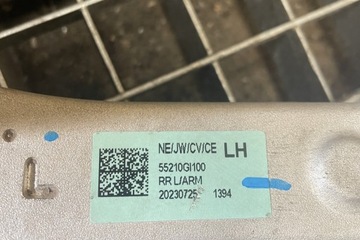 NE/JW/CV/CE LH
55210GI100
RR L/ARM
20230725 1394
L